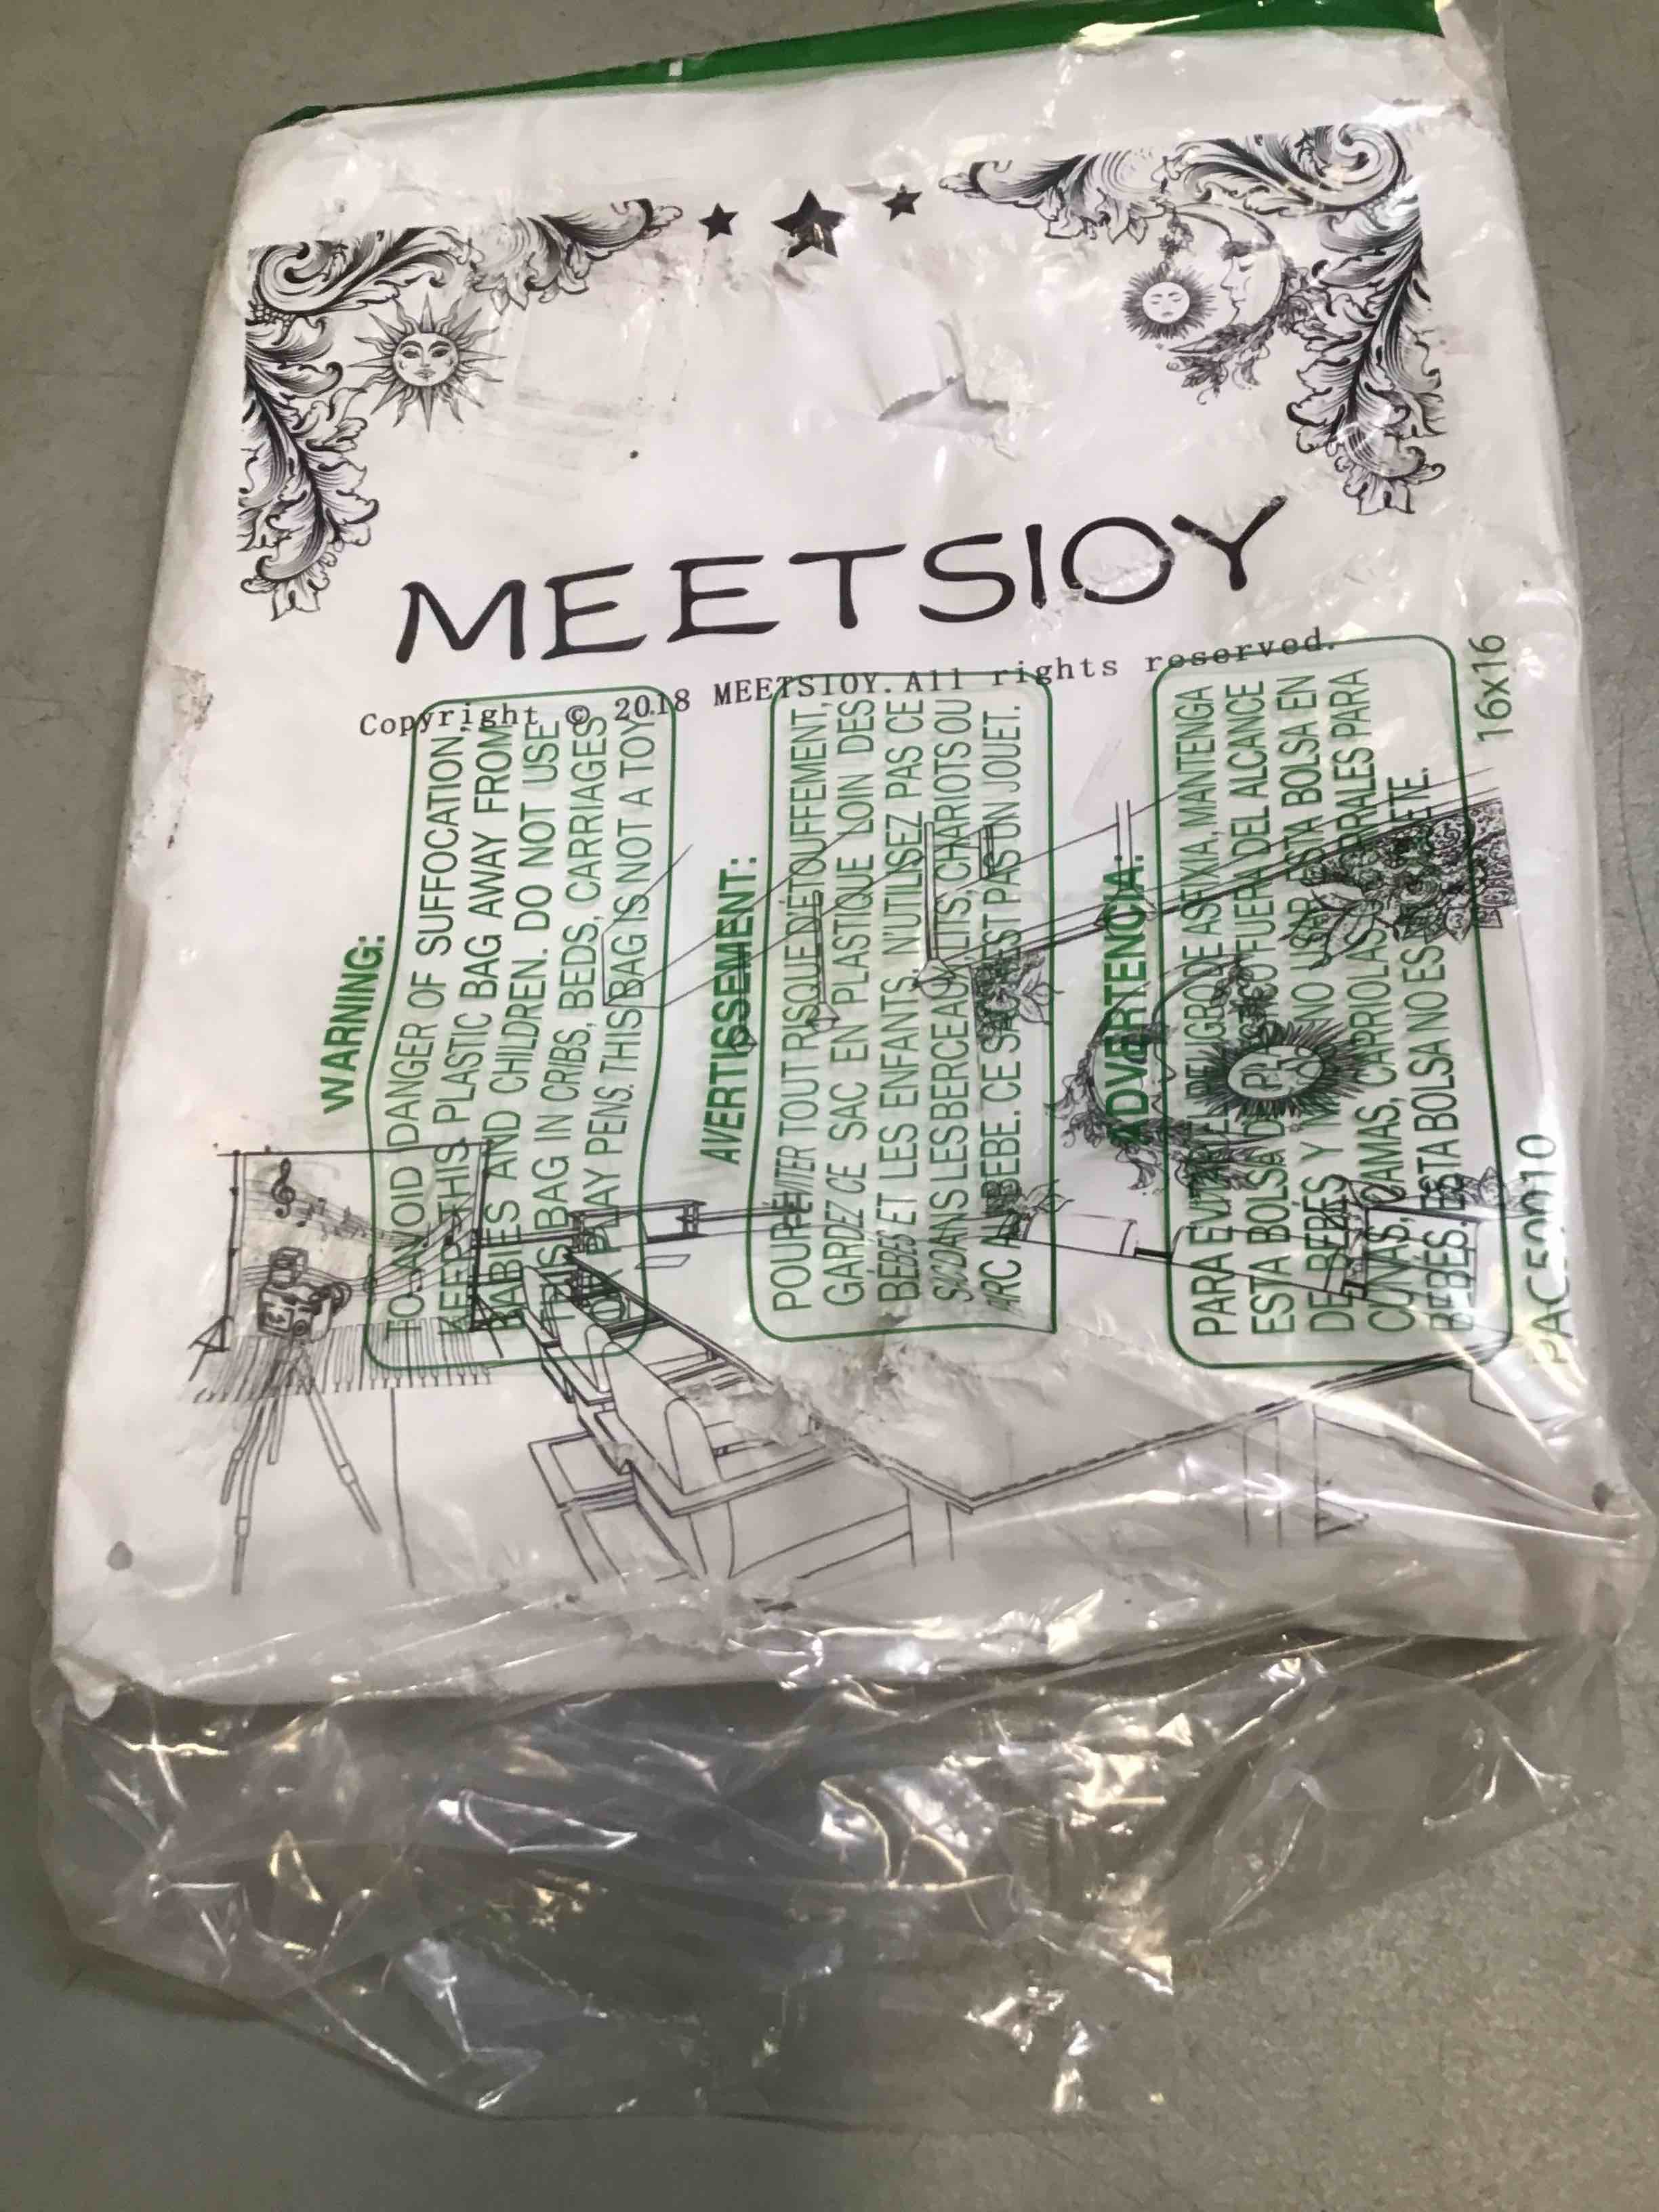 MEETSIOY
Copyright © 2018 MEETSIOY. All rights reserved.
WARNING:
TO AVOID DANGER OF SUFFOCATION,
KEEP THIS PLASTIC BAG AWAY FROM
BABIES AND CHILDREN. DO NOT USE
THIS BAG IN CRIBS, BEDS, CARRIAGES
OR PLAY PENS. THIS BAG IS NOT A TOY
AVERTISSEMENT:
POUR ÉVITER TOUT RISQUE D'ÉTOUFFEMENT,
GARDEZ CE SAC EN PLASTIQUE LOIN DES
BÉBÉS ET LES ENFANTS. N'UTILISEZ PAS CE
SAC DANS LES BERCEAUX, LITS, CHARIOTS OU
PARC À BEBE. CE SAC N'EST PAS UN JOUET.
ADVERTENCIA:
PARA EVITAR EL PELIGRO DE ASFIXIA, MANTENGA
ESTA BOLSA DE PLASTICO FUERA DEL ALCANCE
DE BEBÉS Y NIÑOS. NO USAR ESTA BOLSA EN
CUNAS, CAMAS, CARRIOLAS, CORRALES PARA
BEBES. ESTA BOLSA NO ES JUGUETE.
16x16